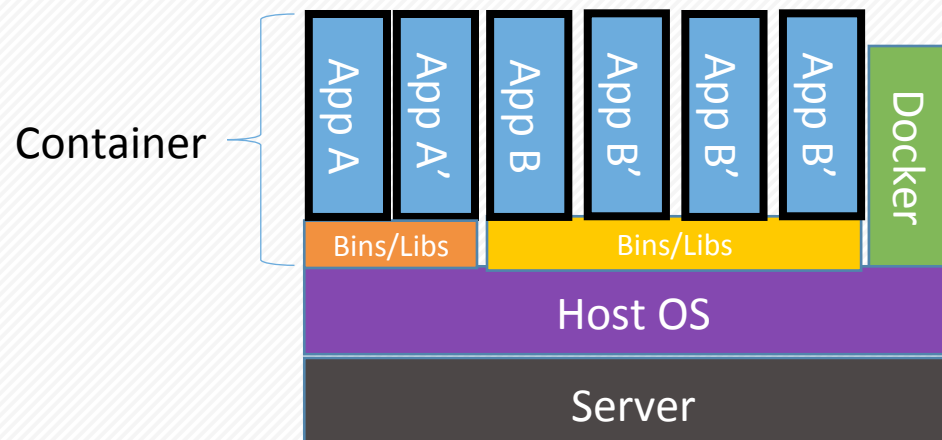 Container
App A
App A’
App B
App B’
App B’
App B’
Docker
Bins/Libs
Bins/Libs
Host OS
Server